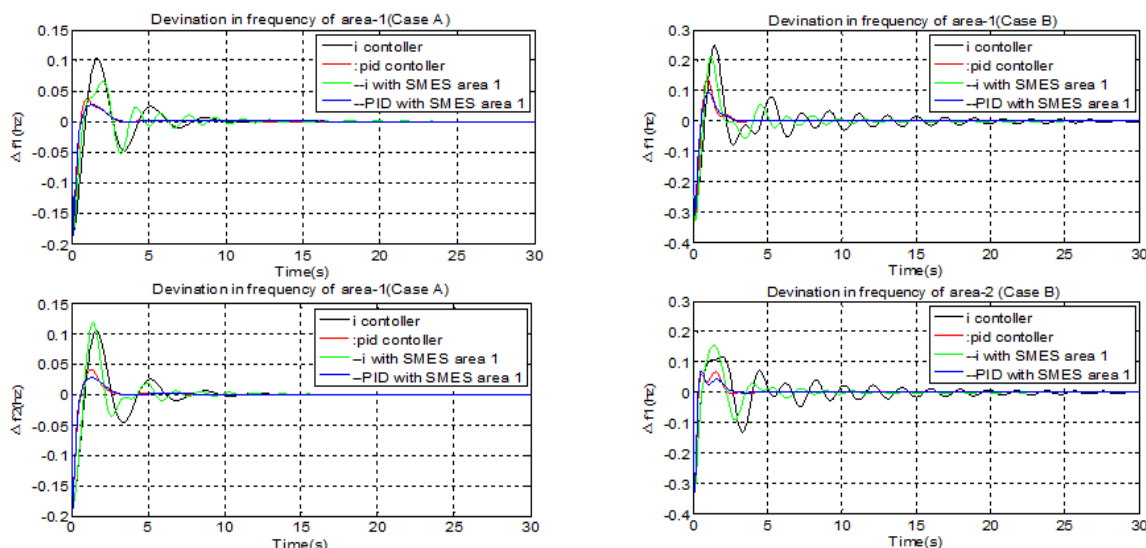 Devination in frequency of area-1(Case A)
0.15
0.1
0.05
0
-0.05
-0.1
-0.15
-0.2
Δ f1(hz)
i contoller
:pid contoller
--i with SMES area 1
--PID with SMES area 1
0 5 10 15 20 25 30
Time(s)
Devination in frequency of area-1(Case B)
0.3
0.2
0.1
0
-0.1
-0.2
-0.3
-0.4
Δ f1(hz)
i contoller
:pid contoller
--i with SMES area 1
--PID with SMES area 1
0 5 10 15 20 25 30
Time(s)
Devination in frequency of area-1(Case A)
0.15
0.1
0.05
0
-0.05
-0.1
-0.15
-0.2
Δ f2(hz)
i contoller
:pid contoller
--i with SMES area 1
--PID with SMES area 1
0 5 10 15 20 25 30
Time(s)
Devination in frequency of area-2 (Case B)
0.3
0.2
0.1
0
-0.1
-0.2
-0.3
-0.4
Δ f1(hz)
i contoller
:pid contoller
--i with SMES area 1
--PID with SMES area 1
0 5 10 15 20 25 30
Time(s)